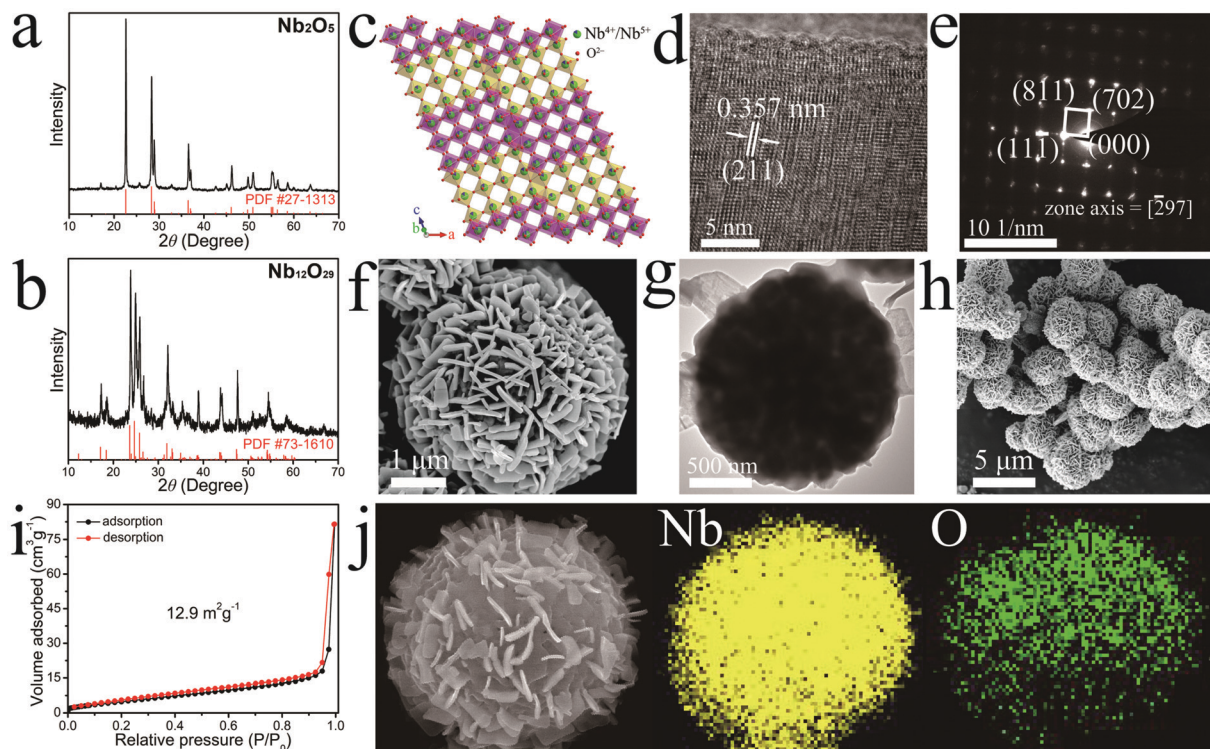 a
Nb₂O₅
Intensity
PDF #27-1313
10 20 30 40 50 60 70
2θ (Degree)
b
Nb₁₂O₂₉
Intensity
PDF #73-1610
10 20 30 40 50 60 70
2θ (Degree)
c
Nb⁴⁺/Nb⁵⁺
O²⁻
c
b
a
d
0.357 nm
(211)
5 nm
e
(811)
(702)
(111)
(000)
zone axis = [2̄97]
10 1/nm
f
1 μm
g
500 nm
h
5 μm
i
Volume adsorbed (cm³g⁻¹)
90
75
60
45
30
15
0
adsorption
desorption
12.9 m²g⁻¹
0.0 0.2 0.4 0.6 0.8 1.0
Relative pressure (P/P₀)
j
Nb
O